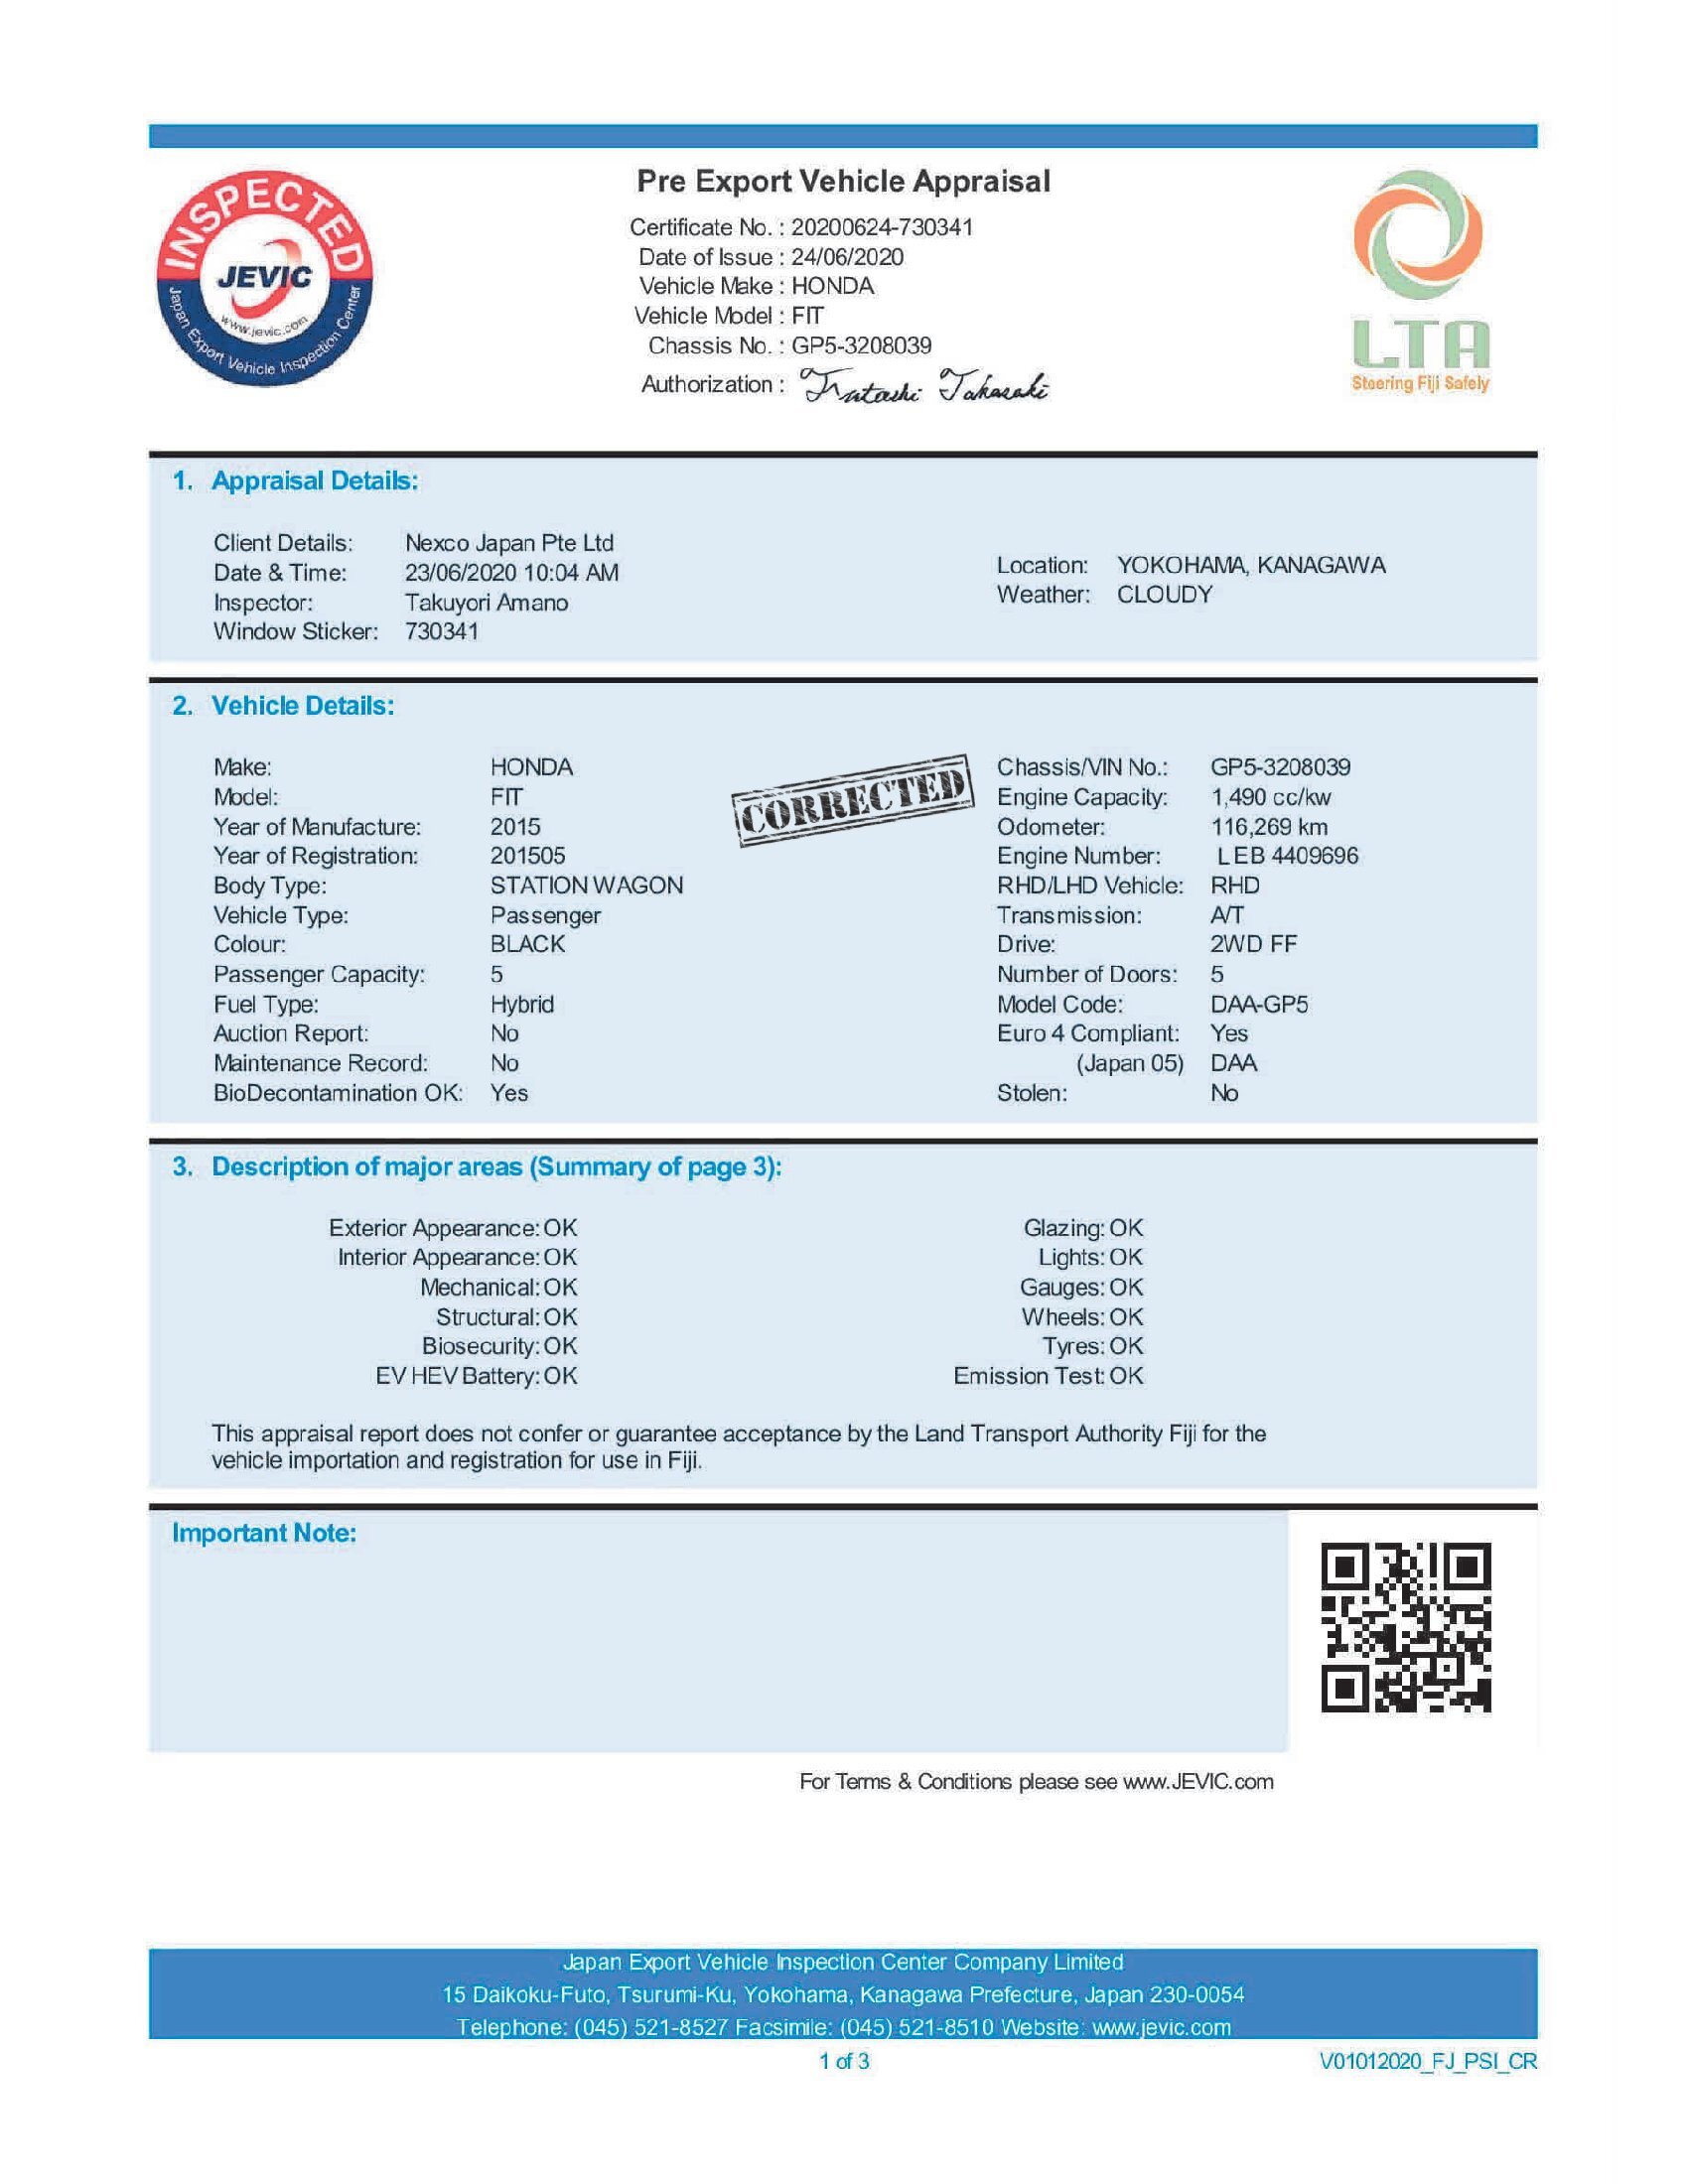 INSPECTED
JEVIC
www.jevic.com
Japan Export Vehicle Inspection Center
Pre Export Vehicle Appraisal
Certificate No. : 20200624-730341
Date of Issue : 24/06/2020
Vehicle Make : HONDA
Vehicle Model : FIT
Chassis No. : GP5-3208039
Authorization :
LTA
Steering Fiji Safely
1. Appraisal Details:
Client Details: Nexco Japan Pte Ltd
Date & Time: 23/06/2020 10:04 AM
Inspector: Takuyori Amano
Window Sticker: 730341
Location: YOKOHAMA, KANAGAWA
Weather: CLOUDY
2. Vehicle Details:
Make: HONDA
Model: FIT
Year of Manufacture: 2015
Year of Registration: 201505
Body Type: STATION WAGON
Vehicle Type: Passenger
Colour: BLACK
Passenger Capacity: 5
Fuel Type: Hybrid
Auction Report: No
Maintenance Record: No
BioDecontamination OK: Yes
CORRECTED
Chassis/VIN No.: GP5-3208039
Engine Capacity: 1,490 cc/kw
Odometer: 116,269 km
Engine Number: LEB 4409696
RHD/LHD Vehicle: RHD
Transmission: A/T
Drive: 2WD FF
Number of Doors: 5
Model Code: DAA-GP5
Euro 4 Compliant: Yes
(Japan 05) DAA
Stolen: No
3. Description of major areas (Summary of page 3):
Exterior Appearance: OK
Interior Appearance: OK
Mechanical: OK
Structural: OK
Biosecurity: OK
EV HEV Battery: OK
Glazing: OK
Lights: OK
Gauges: OK
Wheels: OK
Tyres: OK
Emission Test: OK
This appraisal report does not confer or guarantee acceptance by the Land Transport Authority Fiji for the
vehicle importation and registration for use in Fiji.
Important Note:
For Terms & Conditions please see www.JEVIC.com
Japan Export Vehicle Inspection Center Company Limited
15 Daikoku-Futo, Tsurumi-Ku, Yokohama, Kanagawa Prefecture, Japan 230-0054
Telephone: (045) 521-8527 Facsimile: (045) 521-8510 Website: www.jevic.com
1 of 3
V01012020_FJ_PSI_CR